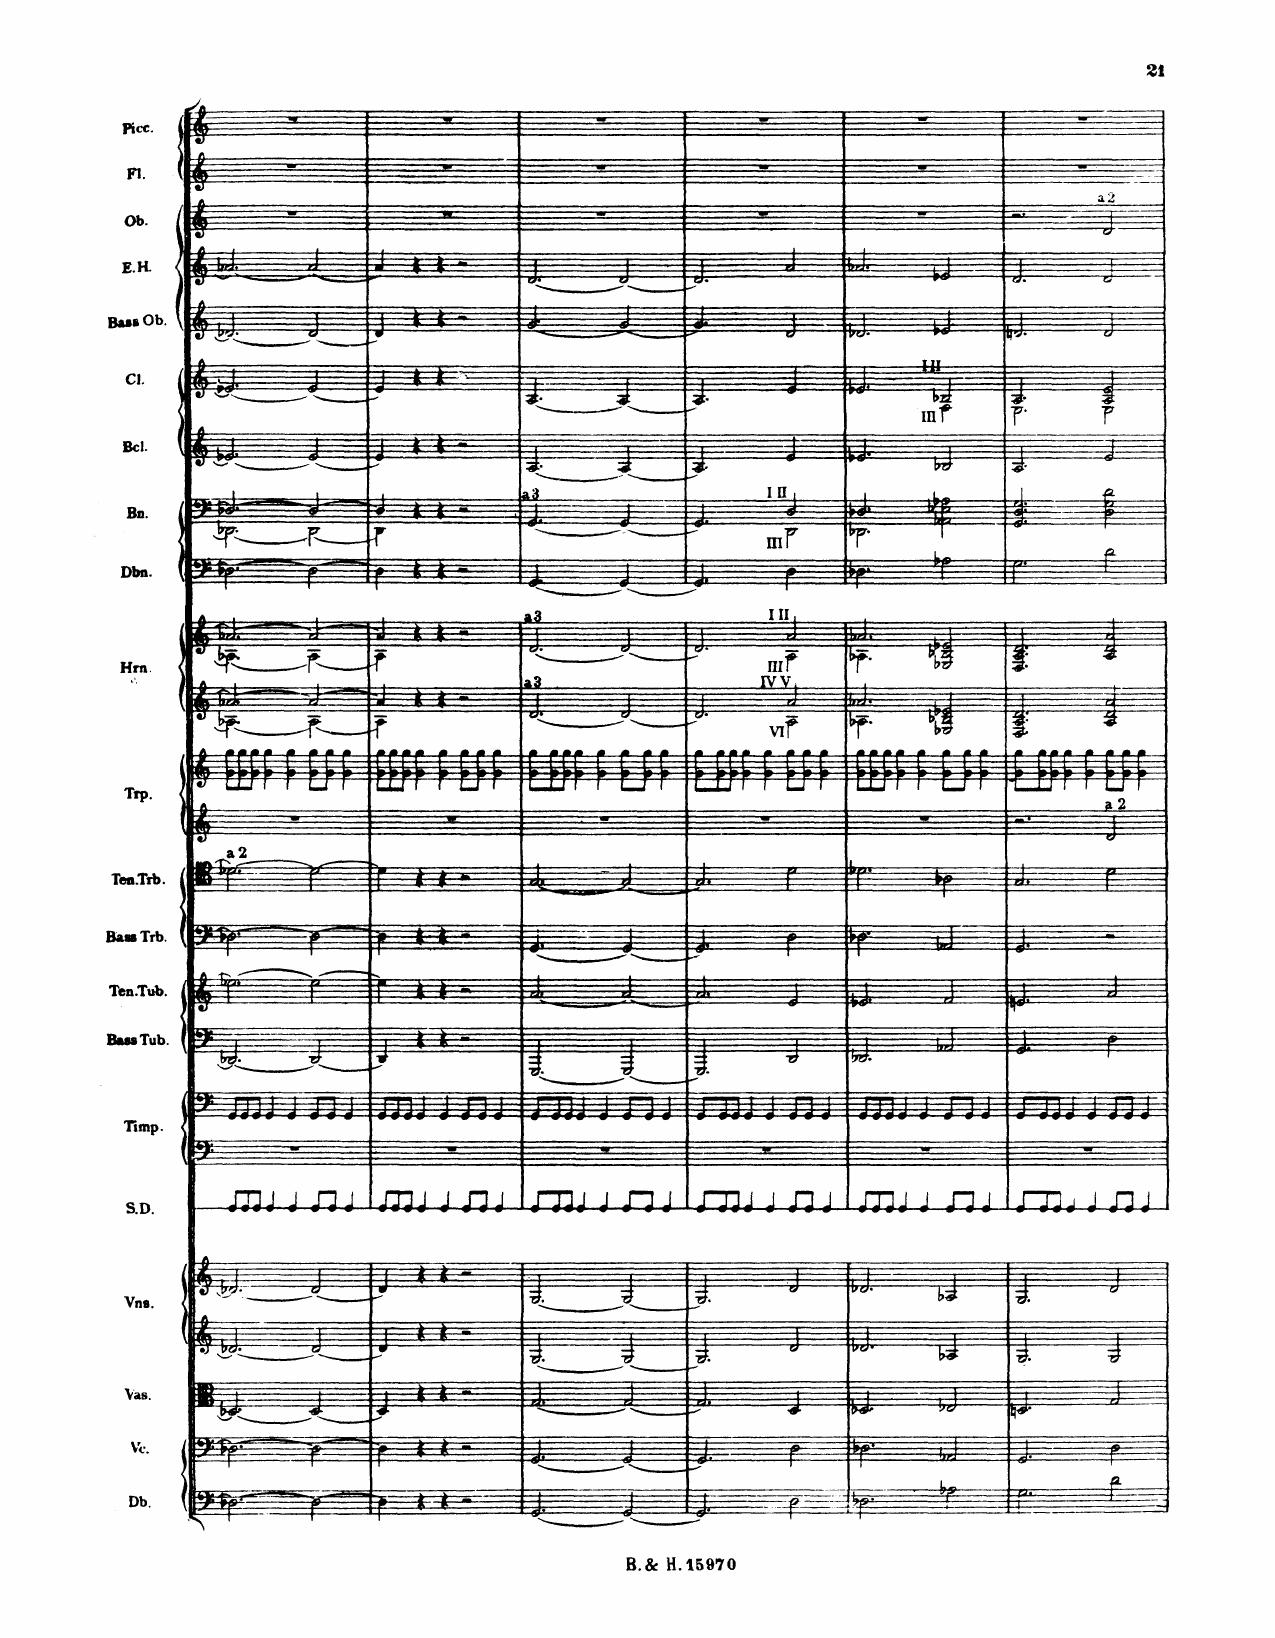 21
Picc.
Fl.
a 2
Ob.
E.H.
Bass Ob.
I II
Cl.
III
Bcl.
a 3 I II
Bn.
III
Dbn.
a 3 I II
Hrn.
III
a 3 IV V
VI
Trp.
a 2
a 2
Ten.Trb.
Bass Trb.
Ten.Tub.
Bass Tub.
Timp.
S.D.
Vns.
Vas.
Vc.
Db.
B. & H. 15970